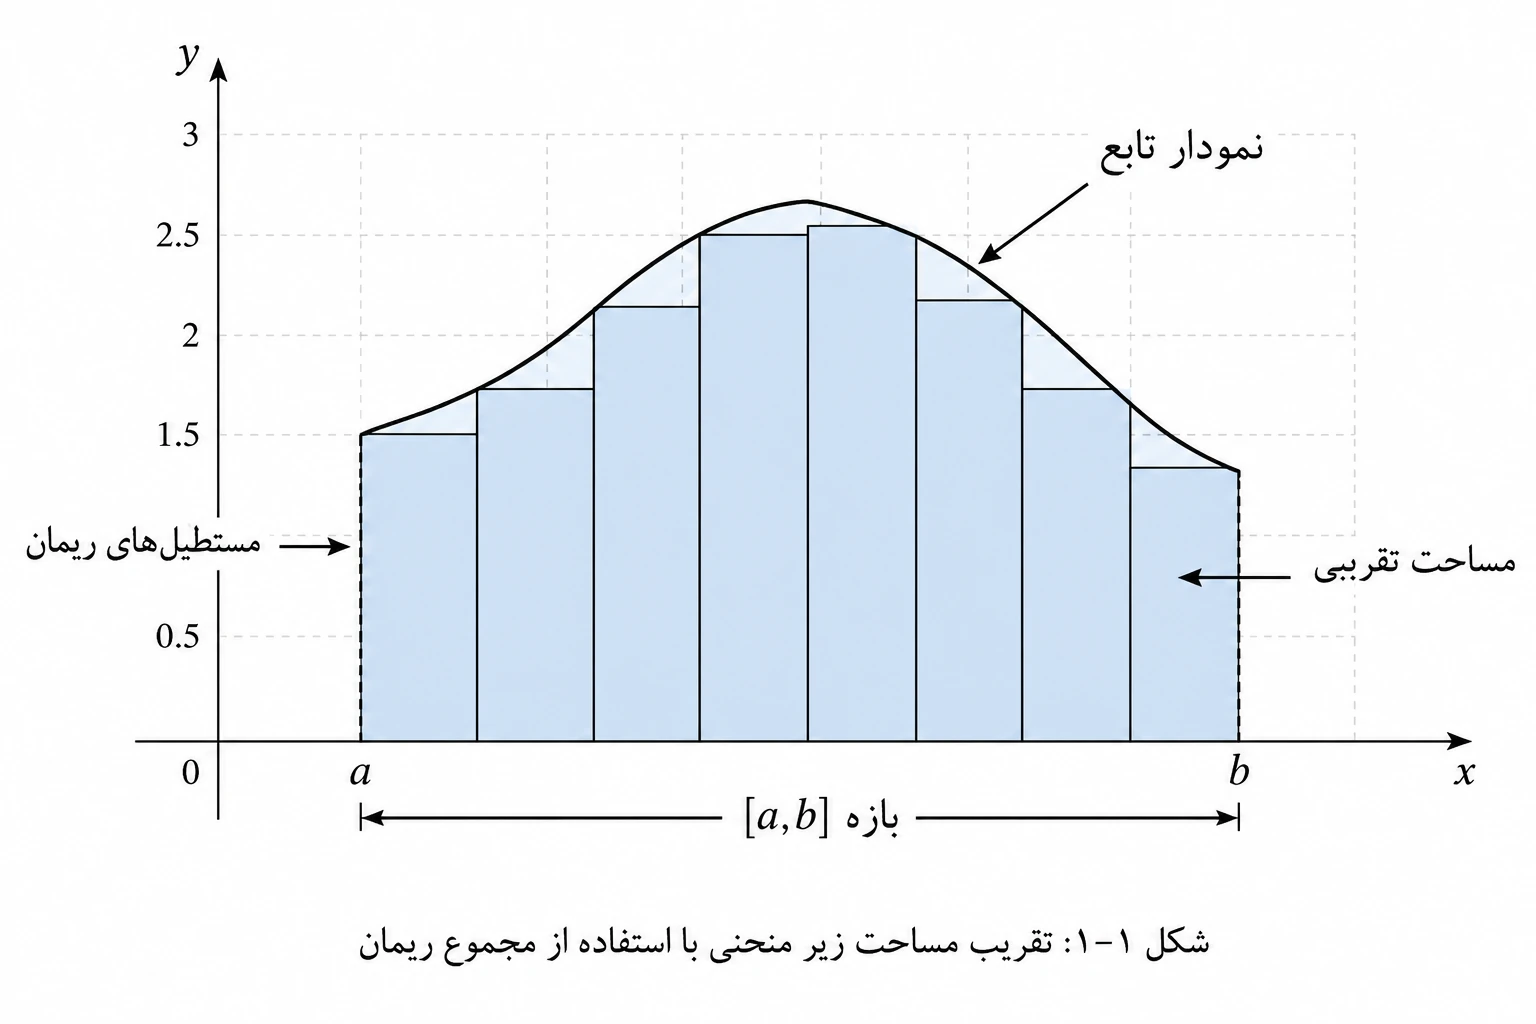 y
3
نمودار تابع
2.5
2
1.5
مستطیل‌های ریمان
مساحت تقریبی
0.5
0
a
b
x
بازه [a,b]
شکل ۱-۱: تقریب مساحت زیر منحنی با استفاده از مجموع ریمان